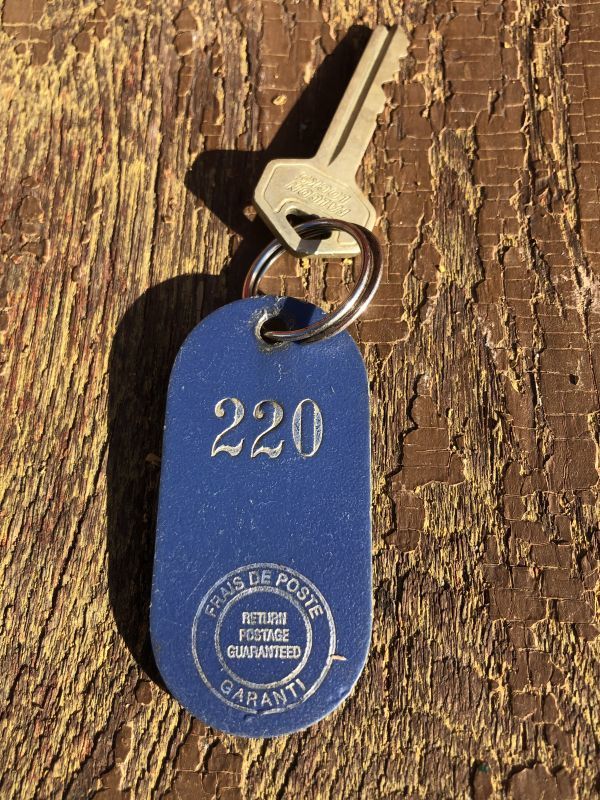 220
FRAIS DE POSTE
RETURN
POSTAGE
GUARANTEED
GARANTI